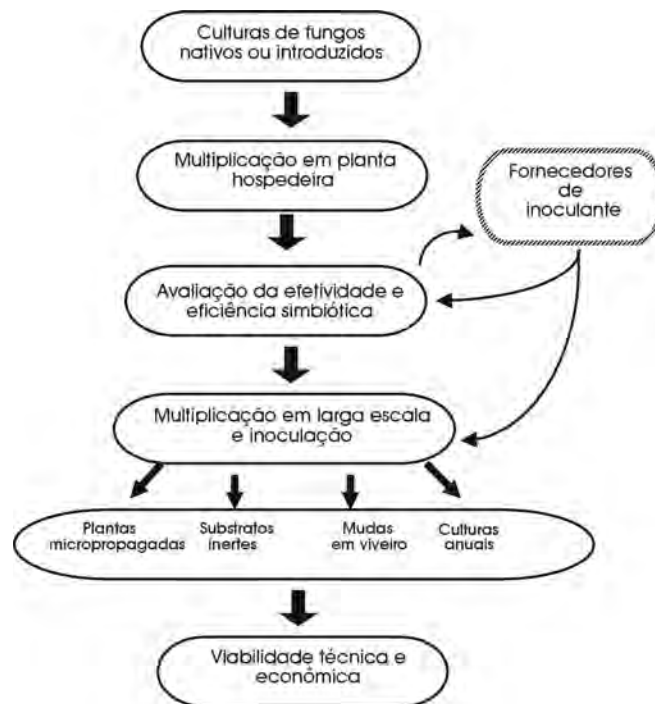 Culturas de fungos
nativos ou introduzidos
Multiplicação em planta
hospedeira
Fornecedores
de
inoculante
Avaliação da efetividade e
eficiência simbiótica
Multiplicação em larga escala
e inoculação
Plantas
micropropagadas
Substratos
inertes
Mudas
em viveiro
Culturas
anuais
Viabilidade técnica e
econômica